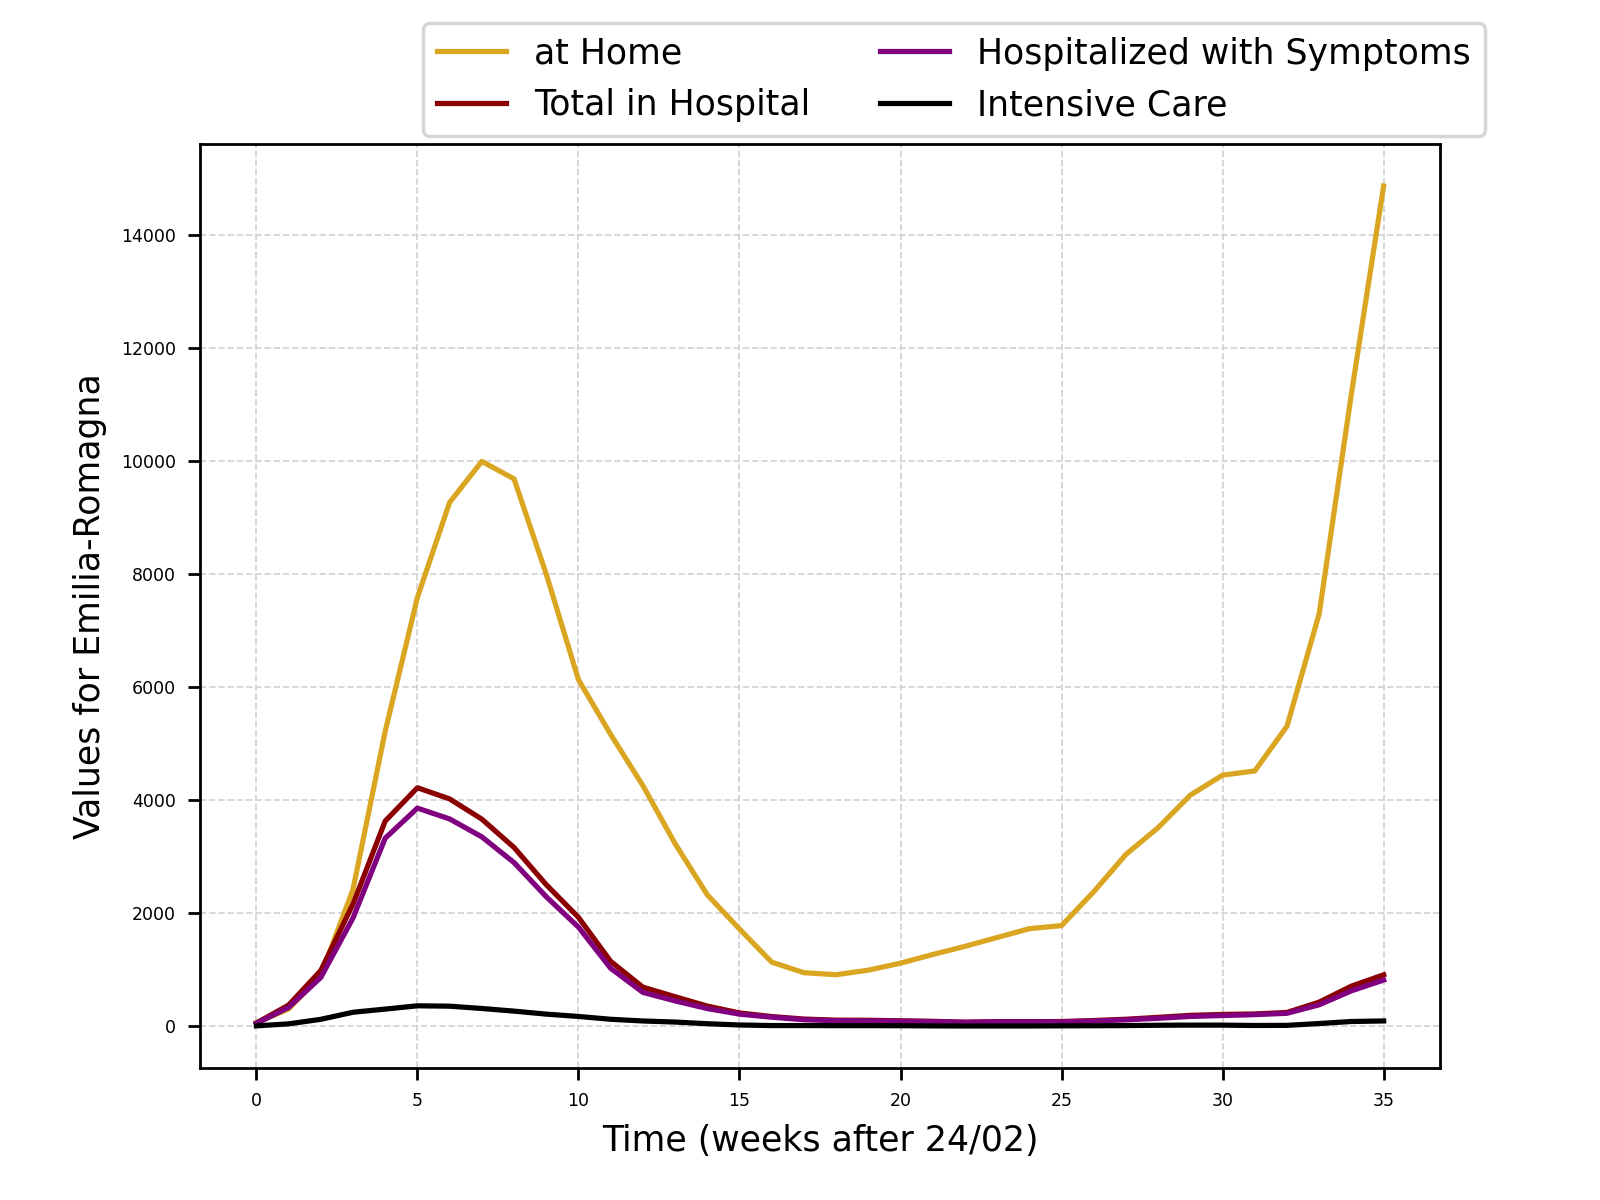 at Home
Total in Hospital
Hospitalized with Symptoms
Intensive Care
Values for Emilia-Romagna
14000
12000
10000
8000
6000
4000
2000
0
0 5 10 15 20 25 30 35
Time (weeks after 24/02)